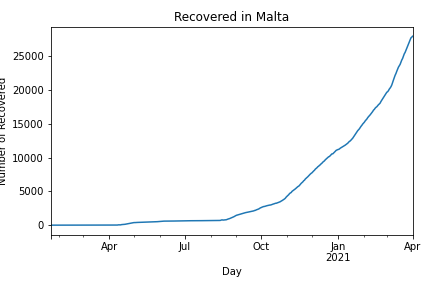 Recovered in Malta
Number of Recovered
25000
20000
15000
10000
5000
0
Apr
Jul
Oct
Jan
2021
Apr
Day